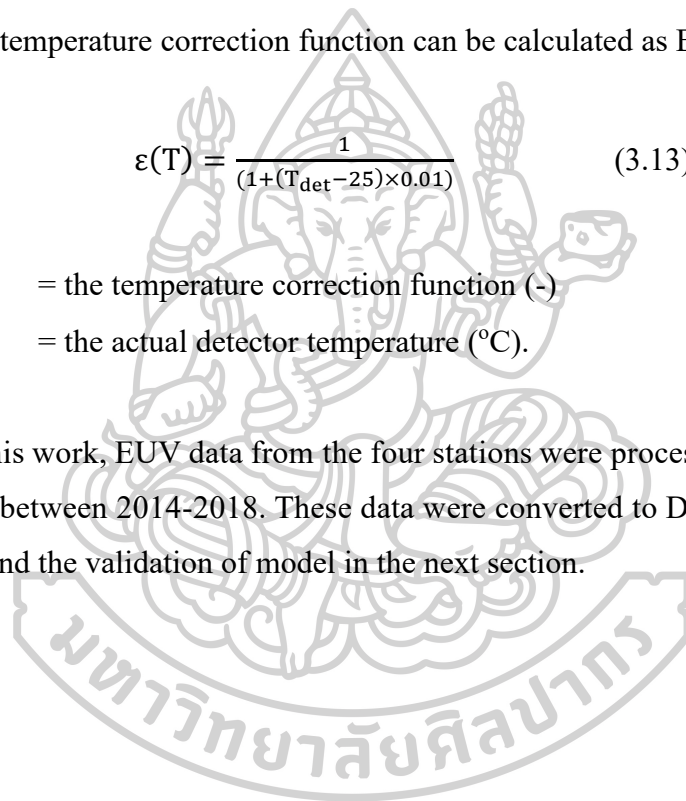 temperature correction function can be calculated as
ε(T) = 1/((1+(T_det−25)×0.01)) (3.13)
= the temperature correction function (-)
= the actual detector temperature (°C).
work, EUV data from the four stations were
between 2014-2018. These data were converted to
the validation of model in the next section.
มหาวิทยาลัยศิลปากร